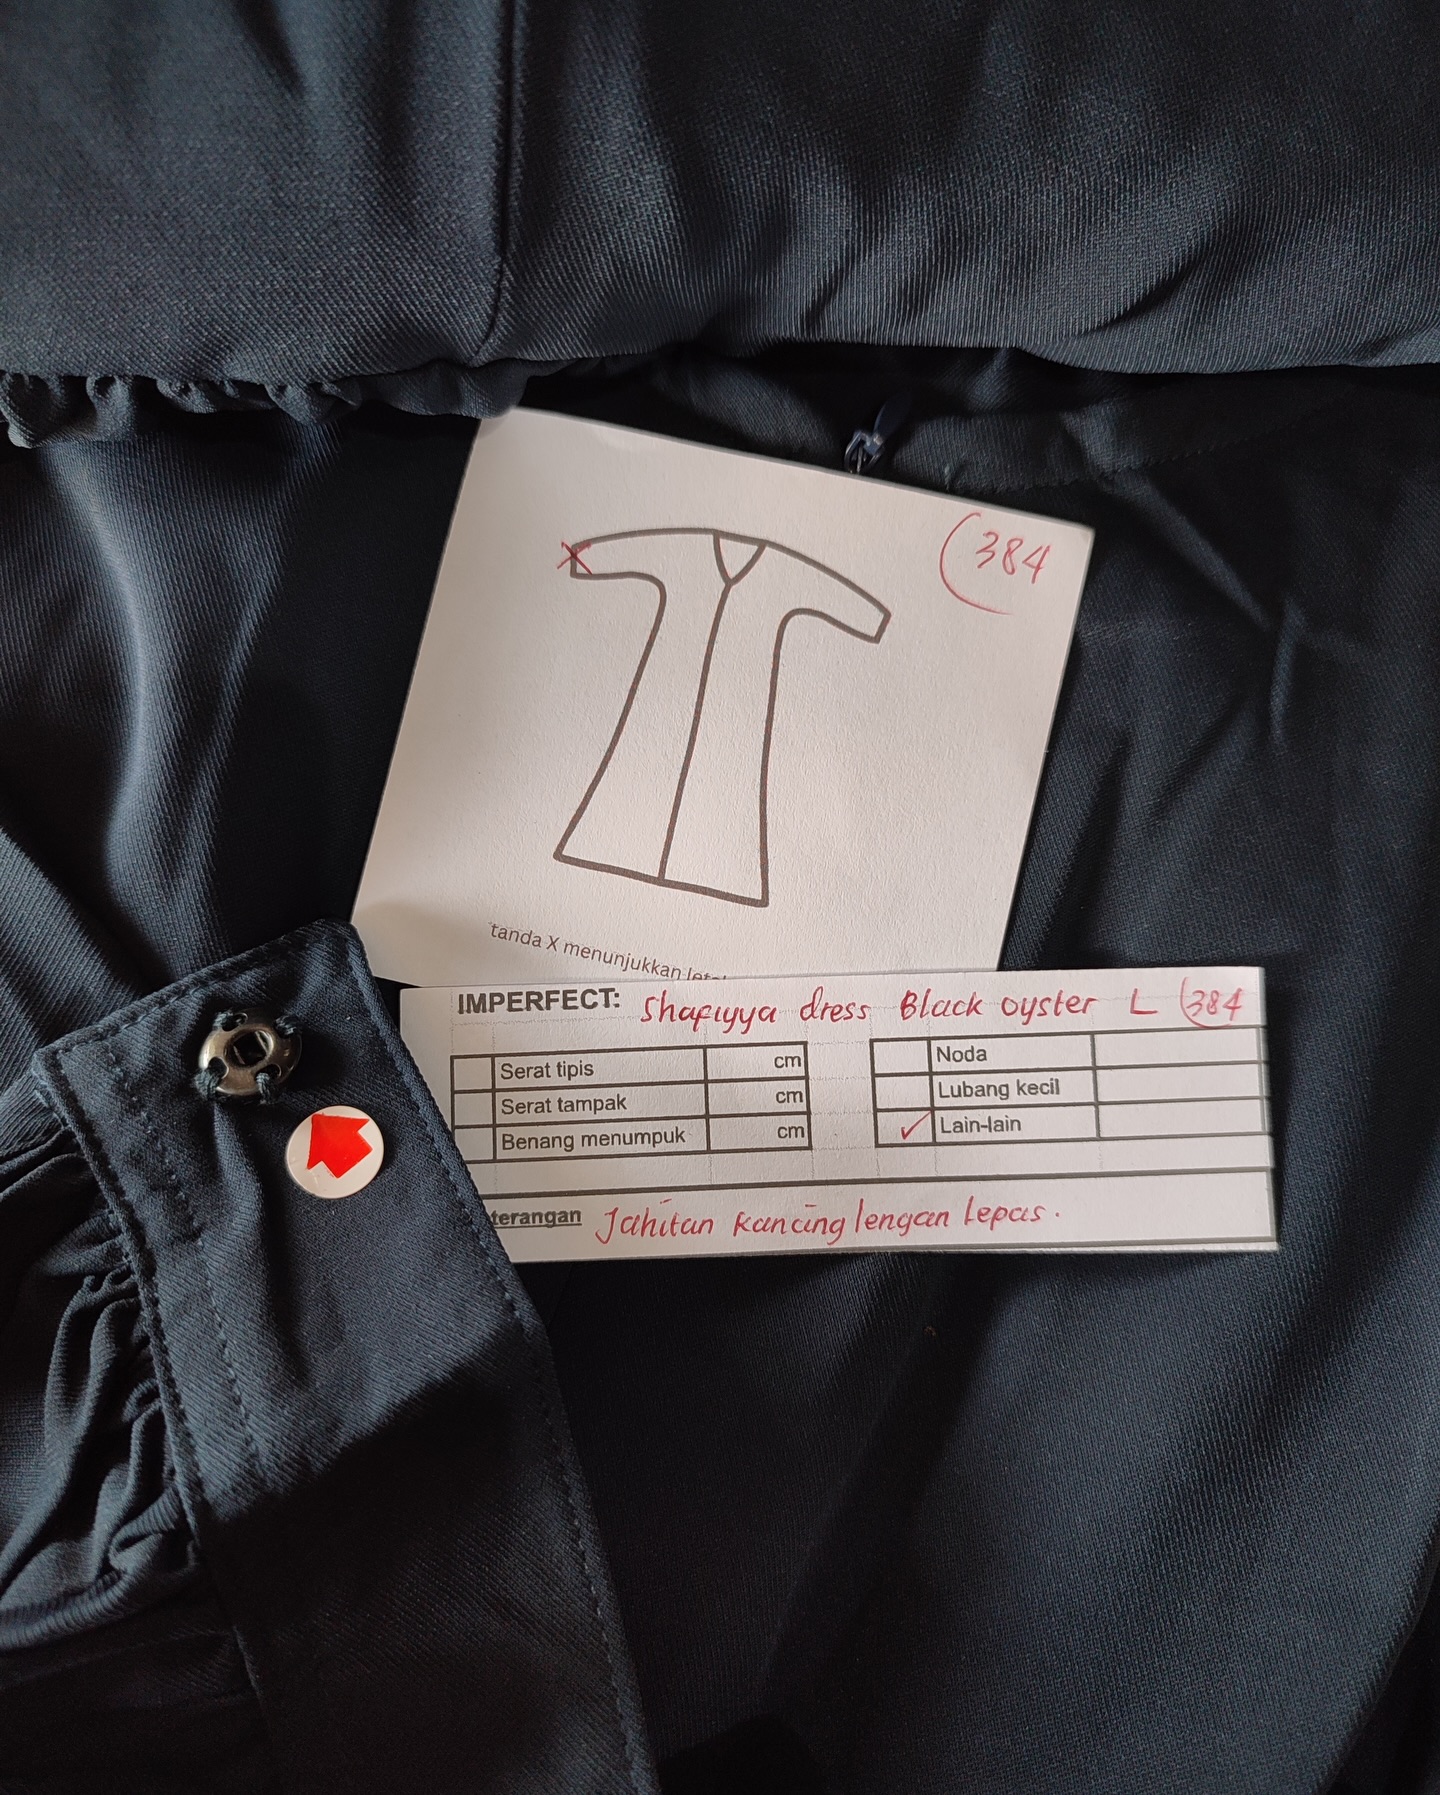 384
tanda X menunjukkan
IMPERFECT: Shafiyya dress Black oyster L 384
Serat tipis cm
Serat tampak cm
Benang menumpuk cm
Noda
Lubang kecil
Lain-lain
terangan Jahitan kancing lengan lepas.